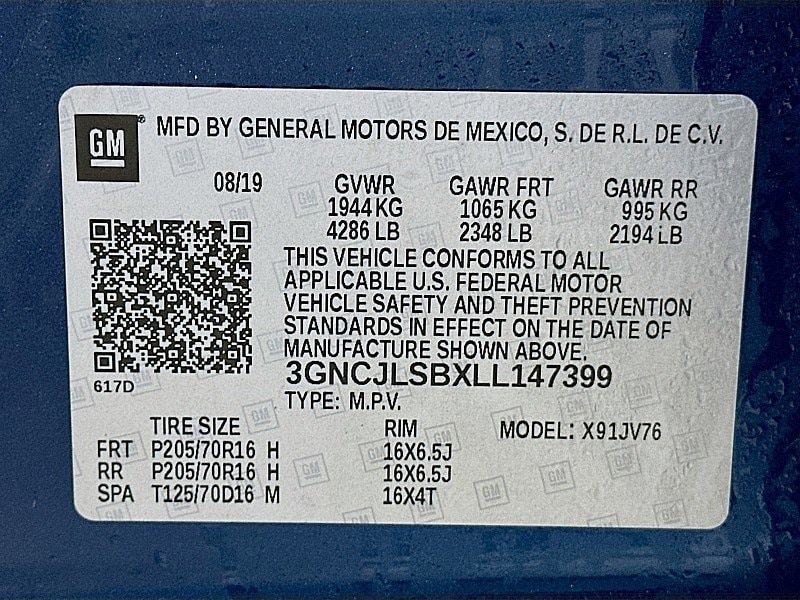 GM® MFD BY GENERAL MOTORS DE MEXICO, S. DE R.L. DE C.V.
08/19 GVWR GAWR FRT GAWR RR
1944 KG 1065 KG 995 KG
4286 LB 2348 LB 2194 LB
THIS VEHICLE CONFORMS TO ALL
APPLICABLE U.S. FEDERAL MOTOR
VEHICLE SAFETY AND THEFT PREVENTION
STANDARDS IN EFFECT ON THE DATE OF
MANUFACTURE SHOWN ABOVE.
617D 3GNCJLSBXLL147399
TYPE: M.P.V.
TIRE SIZE RIM MODEL: X91JV76
FRT P205/70R16 H 16X6.5J
RR P205/70R16 H 16X6.5J
SPA T125/70D16 M 16X4T